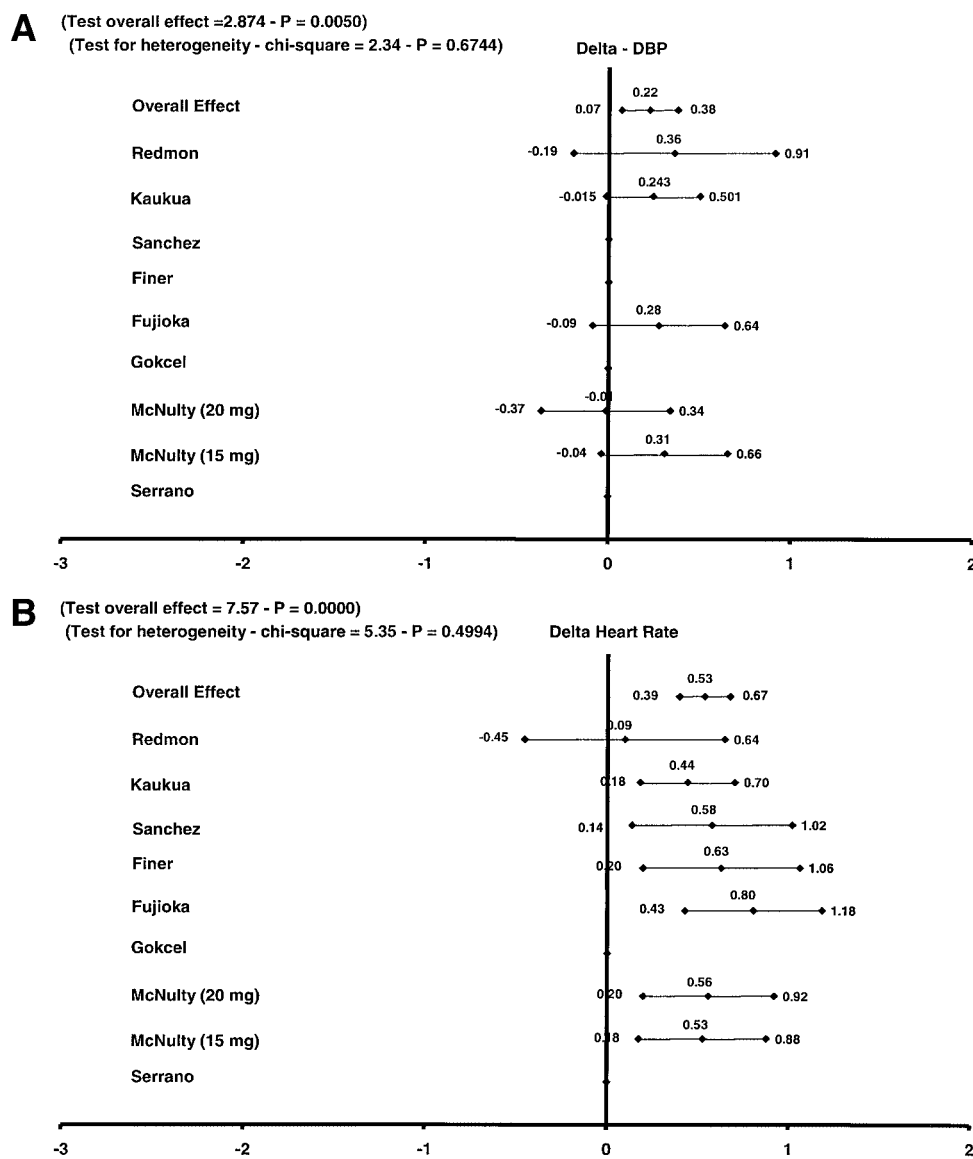 A
(Test overall effect =2.874 - P = 0.0050)
(Test for heterogeneity - chi-square = 2.34 - P = 0.6744)
Delta - DBP
Overall Effect 0.07 0.22 0.38
Redmon -0.19 0.36 0.91
Kaukua -0.015 0.243 0.501
Sanchez
Finer
Fujioka -0.09 0.28 0.64
Gokcel
McNulty (20 mg) -0.37 0.34
McNulty (15 mg) -0.04 0.31 0.66
Serrano
-3 -2 -1 0 1 2
B
(Test overall effect = 7.57 - P = 0.0000)
(Test for heterogeneity - chi-square = 5.35 - P = 0.4994)
Delta Heart Rate
Overall Effect 0.39 0.53 0.67
Redmon -0.45 0.09 0.64
Kaukua 0.18 0.44 0.70
Sanchez 0.14 0.58 1.02
Finer 0.20 0.63 1.06
Fujioka 0.43 0.80 1.18
Gokcel
McNulty (20 mg) 0.20 0.56 0.92
McNulty (15 mg) 0.18 0.53 0.88
Serrano
-3 -2 -1 0 1 2